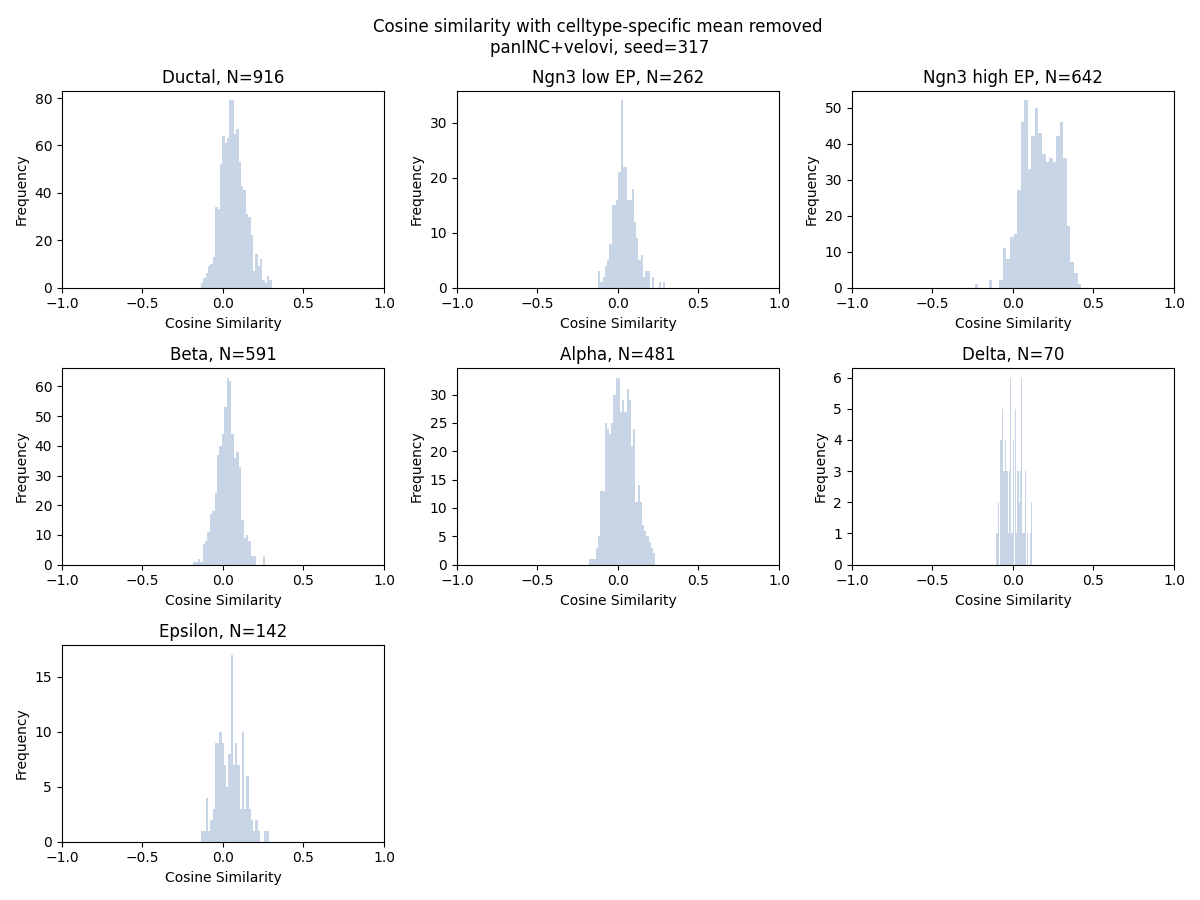 Cosine similarity with celltype-specific mean removed
panINC+velovi, seed=317
Ductal, N=916
Frequency
80
60
40
20
0
−1.0 −0.5 0.0 0.5 1.0
Cosine Similarity
Ngn3 low EP, N=262
Frequency
30
20
10
0
−1.0 −0.5 0.0 0.5 1.0
Cosine Similarity
Ngn3 high EP, N=642
Frequency
50
40
30
20
10
0
−1.0 −0.5 0.0 0.5 1.0
Cosine Similarity
Beta, N=591
Frequency
60
50
40
30
20
10
0
−1.0 −0.5 0.0 0.5 1.0
Cosine Similarity
Alpha, N=481
Frequency
30
25
20
15
10
5
0
−1.0 −0.5 0.0 0.5 1.0
Cosine Similarity
Delta, N=70
Frequency
6
5
4
3
2
1
0
−1.0 −0.5 0.0 0.5 1.0
Cosine Similarity
Epsilon, N=142
Frequency
15
10
5
0
−1.0 −0.5 0.0 0.5 1.0
Cosine Similarity